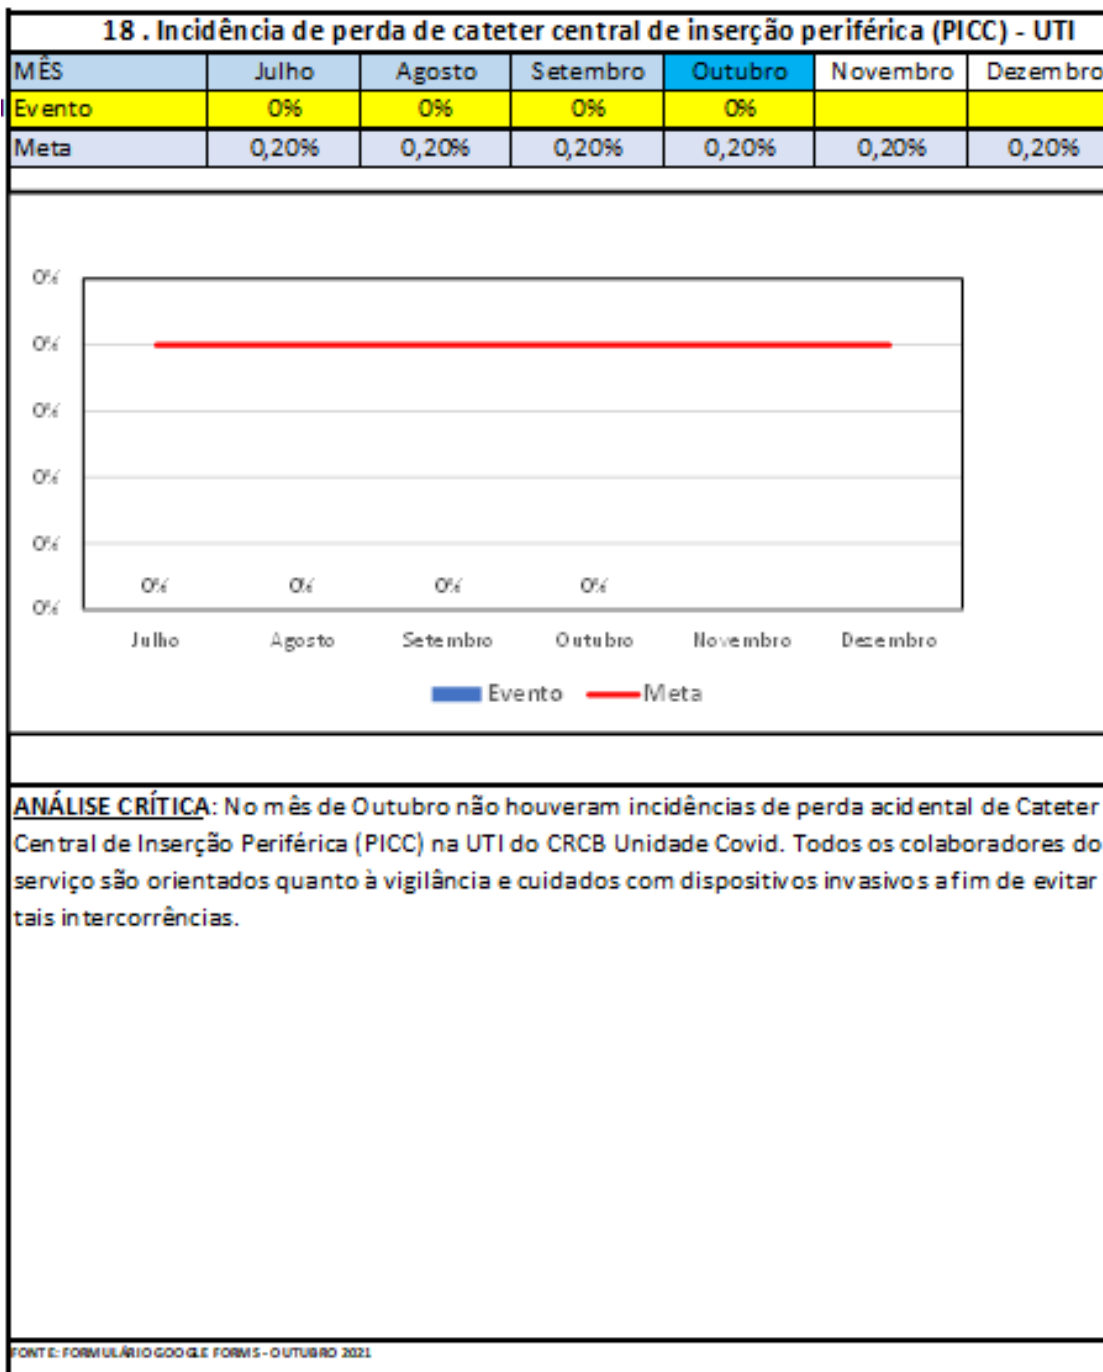 18 . Incidência de perda de cateter central de inserção periférica (PICC) - UTI
MÊS Julho Agosto Setembro Outubro Novembro Dezembro
Evento 0% 0% 0% 0%
Meta 0,20% 0,20% 0,20% 0,20% 0,20% 0,20%
0%
0%
0%
0%
0%
0% 0% 0% 0%
0%
Julho Agosto Setembro Outubro Novembro Dezembro
Evento Meta
ANÁLISE CRÍTICA: No mês de Outubro não houveram incidências de perda acidental de Cateter
Central de Inserção Periférica (PICC) na UTI do CRCB Unidade Covid. Todos os colaboradores do
serviço são orientados quanto à vigilância e cuidados com dispositivos invasivos afim de evitar
tais intercorrências.
FONTE: FORMULÁRIO GOOGLE FORMS - OUTUBRO 2021